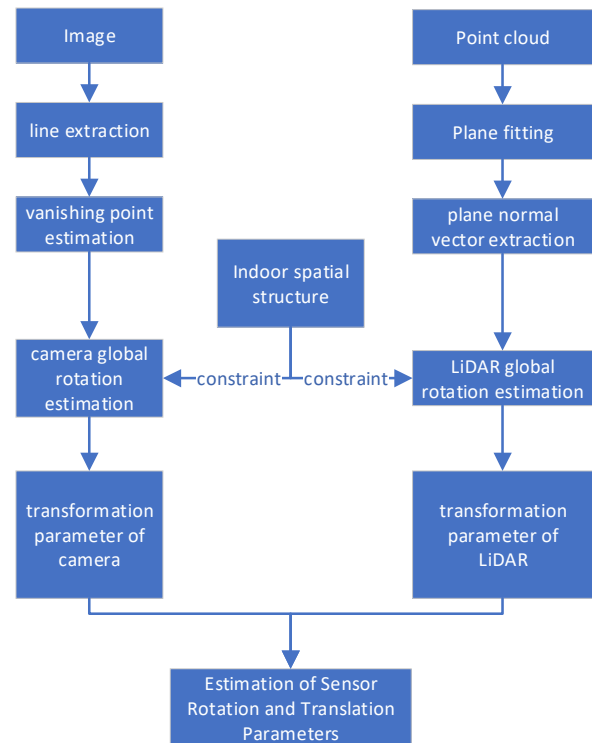 Image
Point cloud
line extraction
Plane fitting
vanishing point
estimation
plane normal
vector extraction
Indoor spatial
structure
camera global
rotation
estimation
constraint
constraint
LiDAR global
rotation estimation
transformation
parameter of
camera
transformation
parameter of
LiDAR
Estimation of Sensor
Rotation and Translation
Parameters